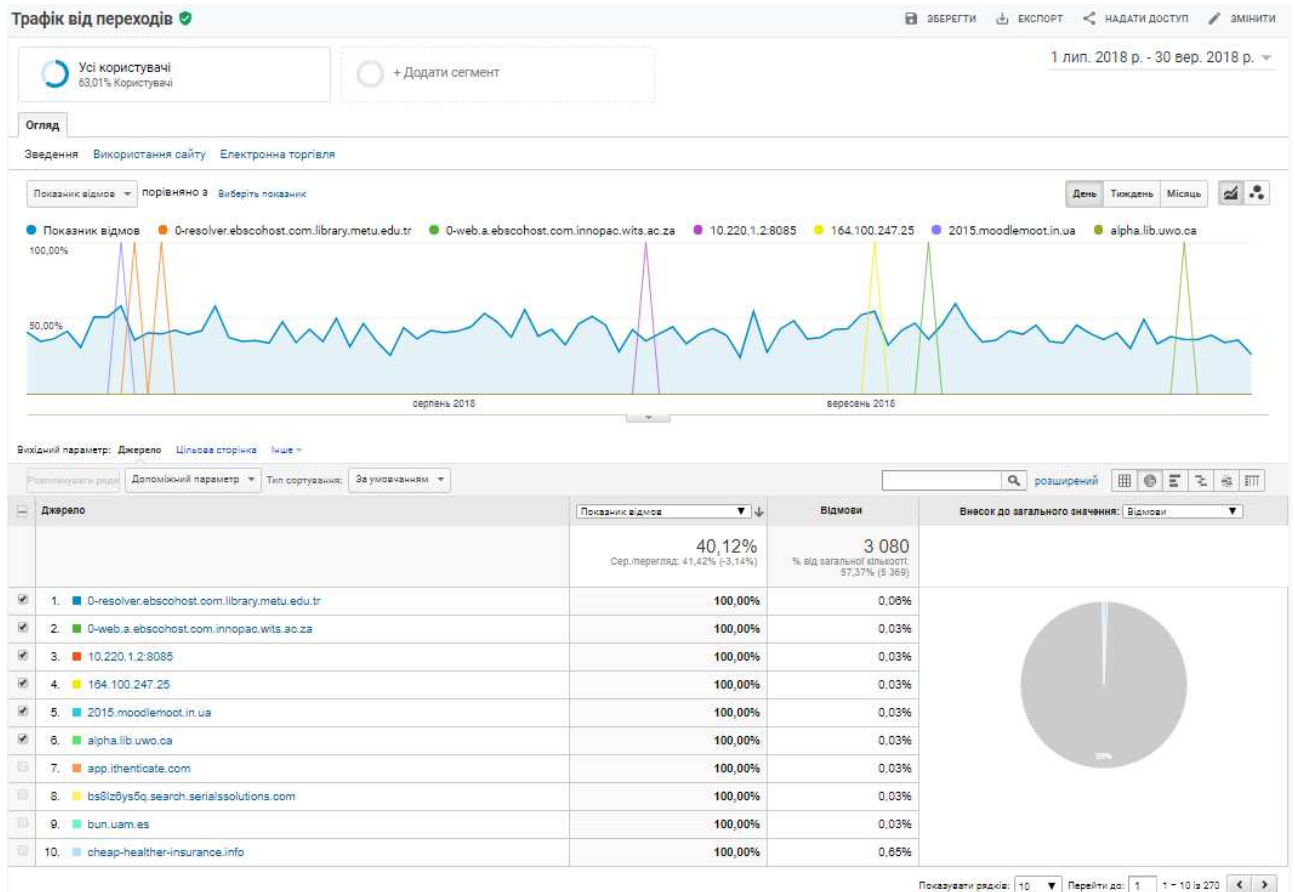 Трафік від переходів
ЗБЕРЕГТИ ЕКСПОРТ НАДАТИ ДОСТУП ЗМІНИТИ
Усі користувачі
63,01% Користувачі
+ Додати сегмент
1 лип. 2018 р. - 30 вер. 2018 р.
Огляд
Зведення Використання сайту Електронна торгівля
Показник відмов порівняно з Виберіть показник
День Тиждень Місяць
Показник відмов 0-resolver.ebscohost.com.library.metu.edu.tr 0-web.a.ebscohost.com.innopac.wits.ac.za 10.220.1.2:8085 164.100.247.25 2015.moodlemoot.in.ua alpha.lib.uwo.ca
100,00%
50,00%
серпень 2018 вересень 2018
Вихідний параметр: Джерело Цільова сторінка Інше
Допоміжний параметр Тип сортування: За умовчанням
розширений
Джерело Показник відмов Відмови Внесок до загального значення: Відмови
40,12% 3 080
Сер./перегляд: 41,42% (-3,14%) % від загальної кількості:
57,37% (5 369)
1. 0-resolver.ebscohost.com.library.metu.edu.tr 100,00% 0,06%
2. 0-web.a.ebscohost.com.innopac.wits.ac.za 100,00% 0,03%
3. 10.220.1.2:8085 100,00% 0,03%
4. 164.100.247.25 100,00% 0,03%
5. 2015.moodlemoot.in.ua 100,00% 0,03%
6. alpha.lib.uwo.ca 100,00% 0,03%
7. app.ithenticate.com 100,00% 0,03%
8. bs8lz6ys5q.search.serialssolutions.com 100,00% 0,03%
9. bun.uam.es 100,00% 0,03%
10. cheap-healther-insurance.info 100,00% 0,65%
Показувати рядків: 10 Перейти до: 1 1 – 10 із 270